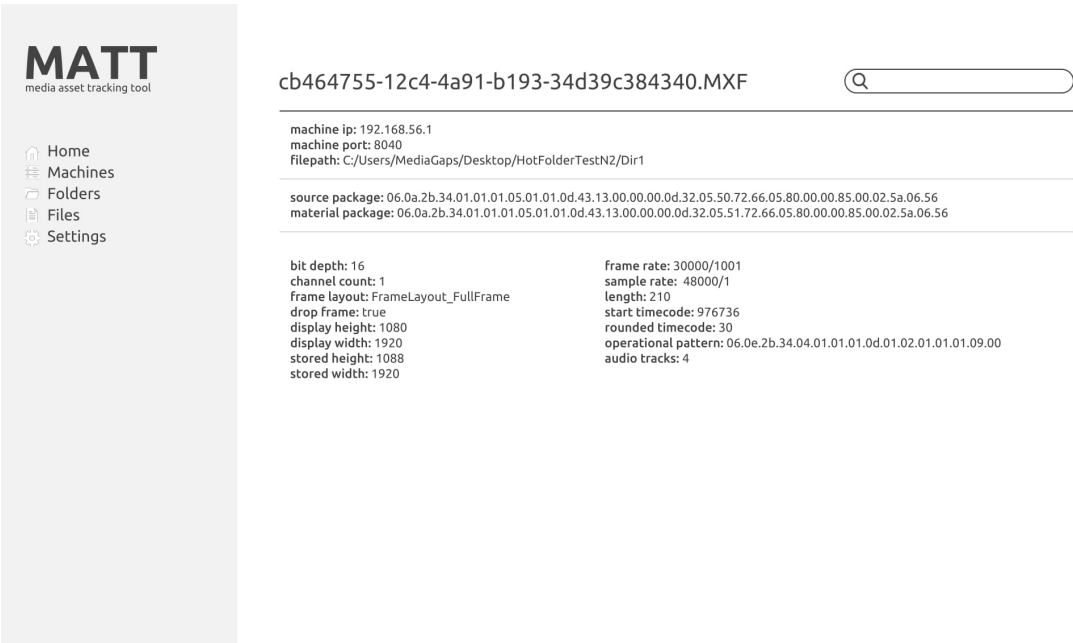 MATT
media asset tracking tool
Home
Machines
Folders
Files
Settings
cb464755-12c4-4a91-b193-34d39c384340.MXF
machine ip: 192.168.56.1
machine port: 8040
filepath: C:/Users/MediaGaps/Desktop/HotFolderTestN2/Dir1
source package: 06.0a.2b.34.01.01.01.05.01.01.0d.43.13.00.00.00.0d.32.05.50.72.66.05.80.00.00.85.00.02.5a.06.56
material package: 06.0a.2b.34.01.01.01.05.01.01.0d.43.13.00.00.00.0d.32.05.51.72.66.05.80.00.00.85.00.02.5a.06.56
bit depth: 16
channel count: 1
frame layout: FrameLayout_FullFrame
drop frame: true
display height: 1080
display width: 1920
stored height: 1088
stored width: 1920
frame rate: 30000/1001
sample rate: 48000/1
length: 210
start timecode: 976736
rounded timecode: 30
operational pattern: 06.0e.2b.34.04.01.01.01.0d.01.02.01.01.01.09.00
audio tracks: 4